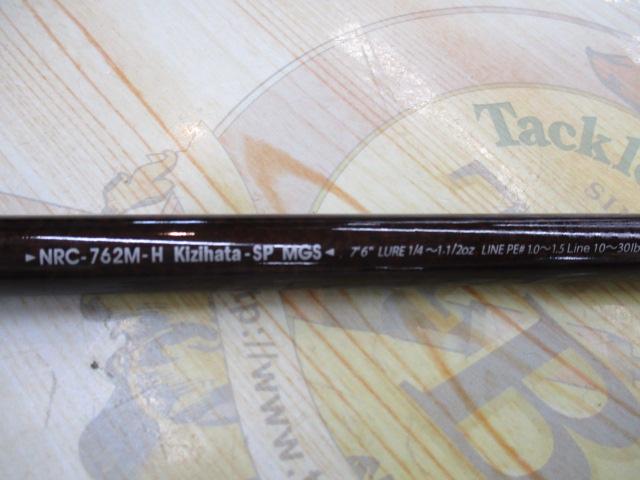 Tackle
►NRC-762M-H Kizihata-SP MGS◄ 7'6" LURE 1/4~1.1/2oz LINE PE# 1.0~1.5 Line 10~30lb